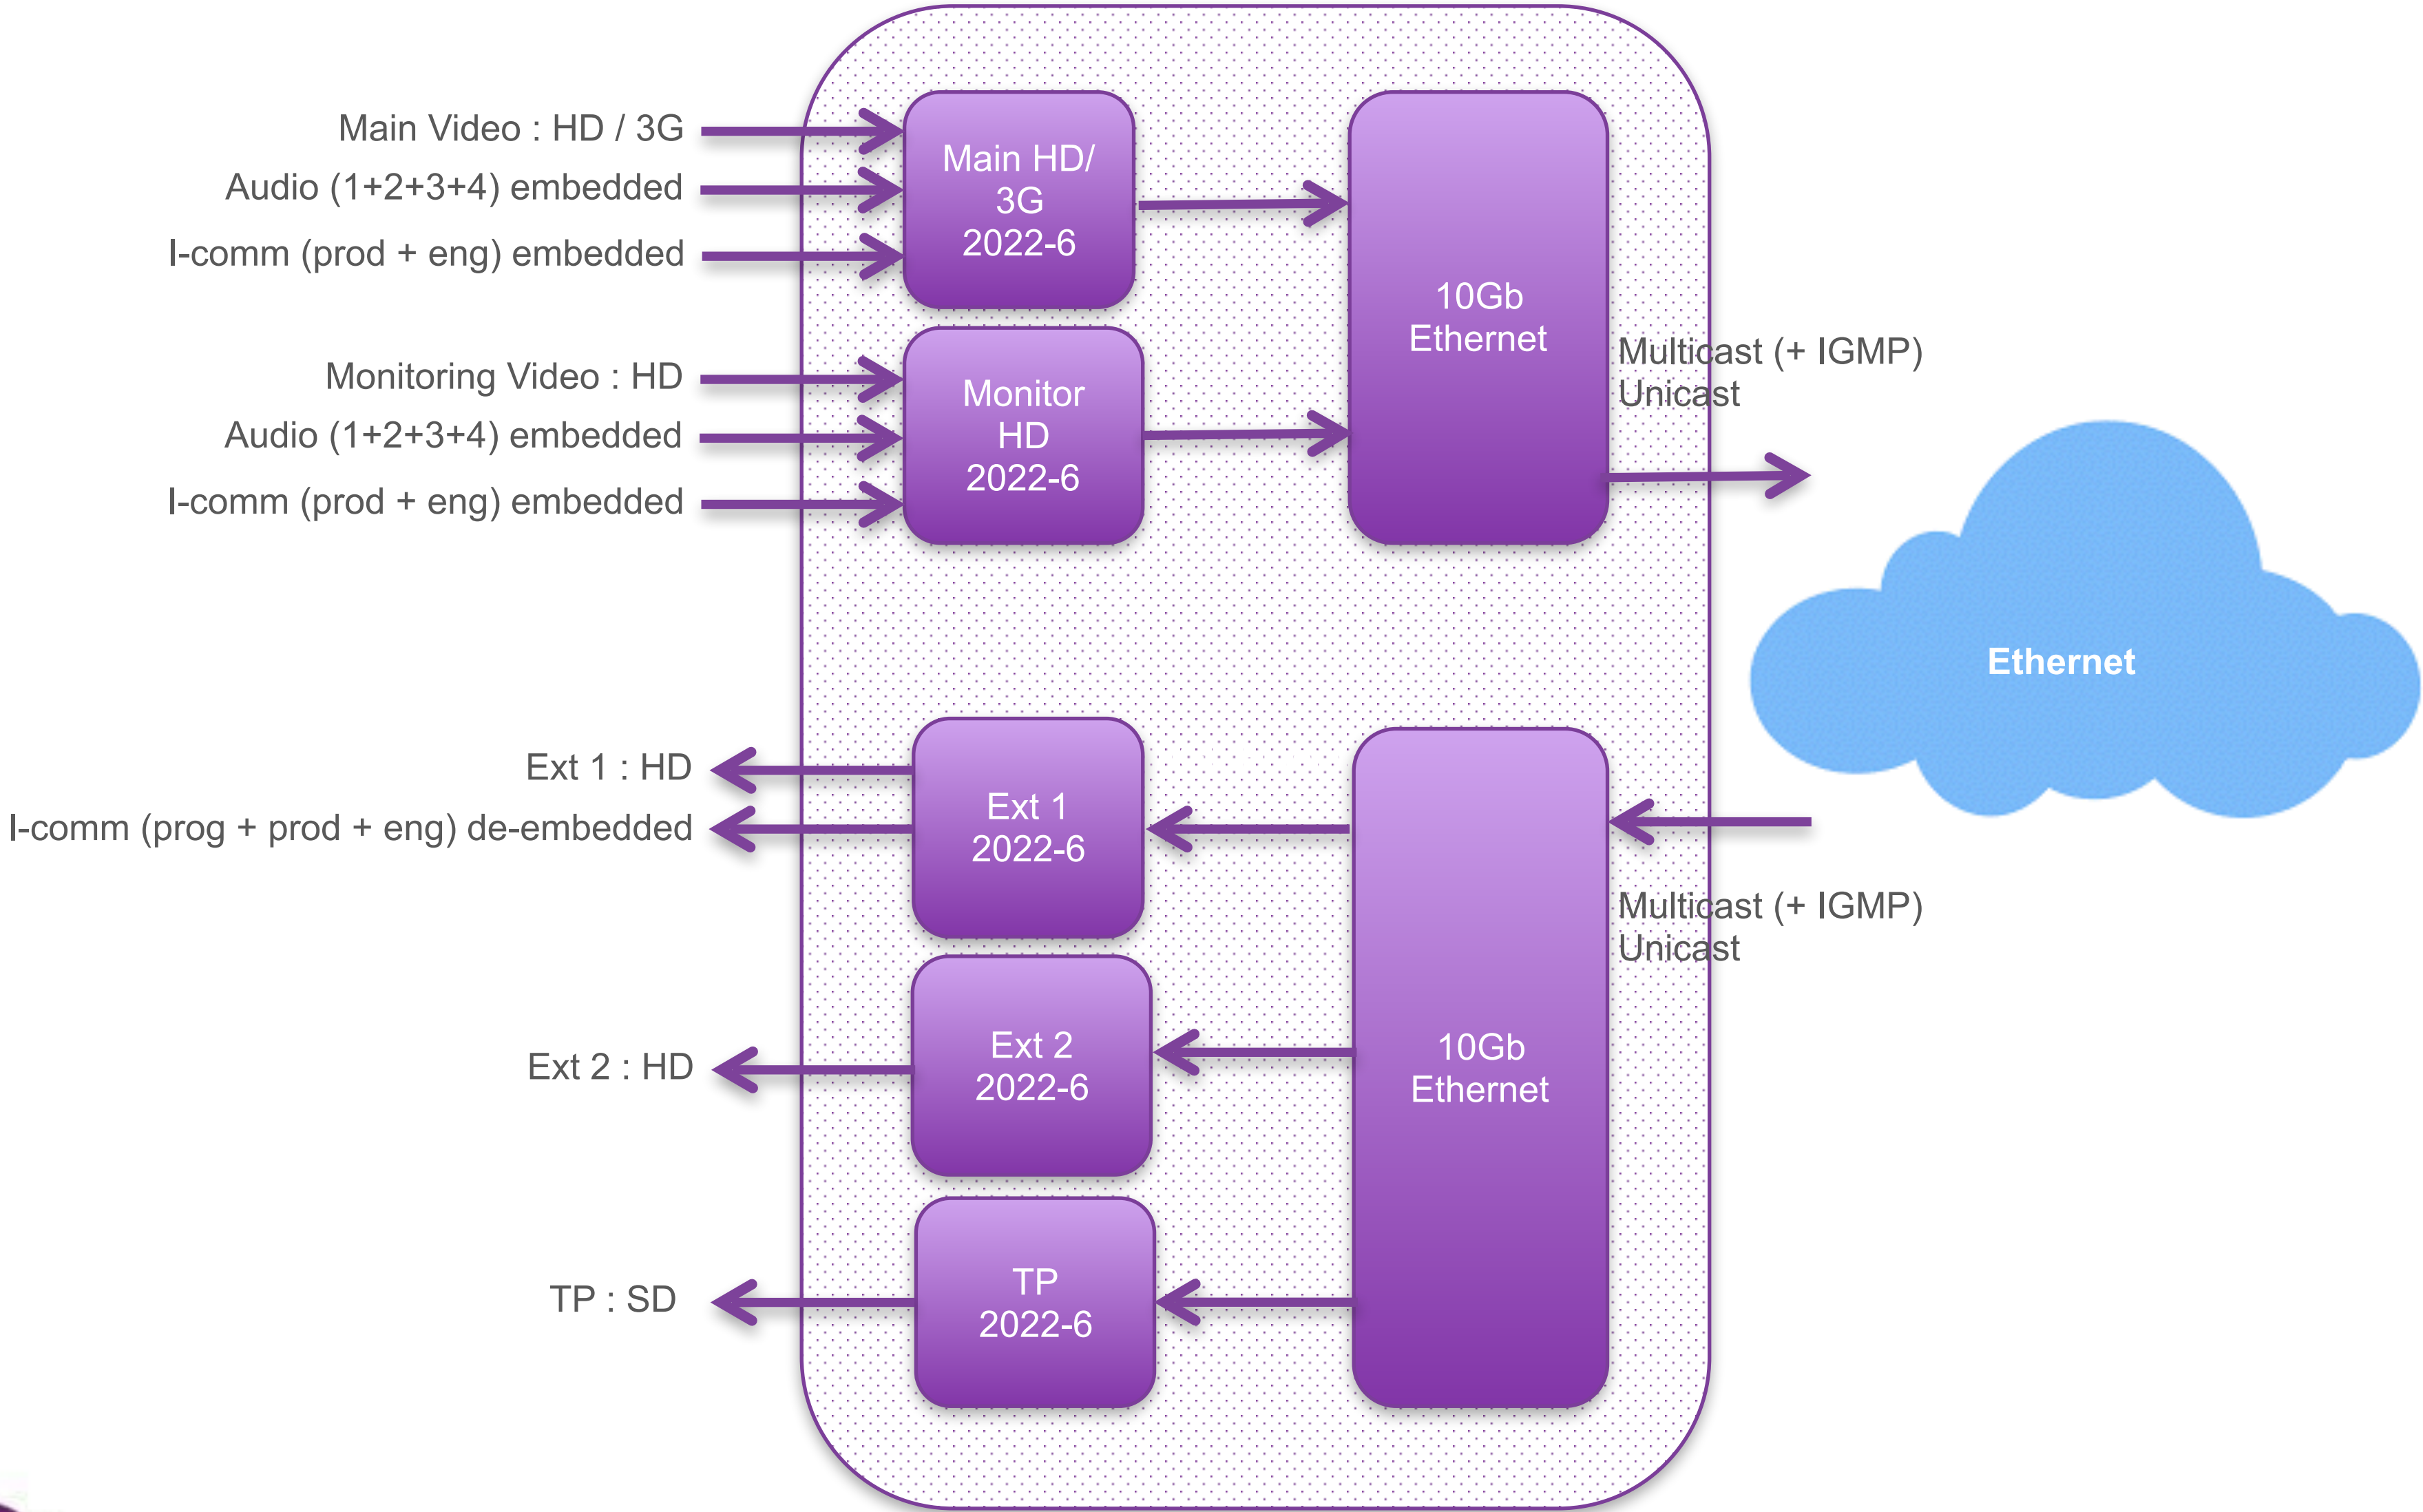 Main Video : HD / 3G
Audio (1+2+3+4) embedded
I-comm (prod + eng) embedded
Main HD/
3G
2022-6
Monitoring Video : HD
Audio (1+2+3+4) embedded
I-comm (prod + eng) embedded
Monitor
HD
2022-6
10Gb
Ethernet
Multicast (+ IGMP)
Unicast
Ethernet
Ext 1 : HD
I-comm (prog + prod + eng) de-embedded
Ext 1
2022-6
Ext 2 : HD
Ext 2
2022-6
TP : SD
TP
2022-6
10Gb
Ethernet
Multicast (+ IGMP)
Unicast